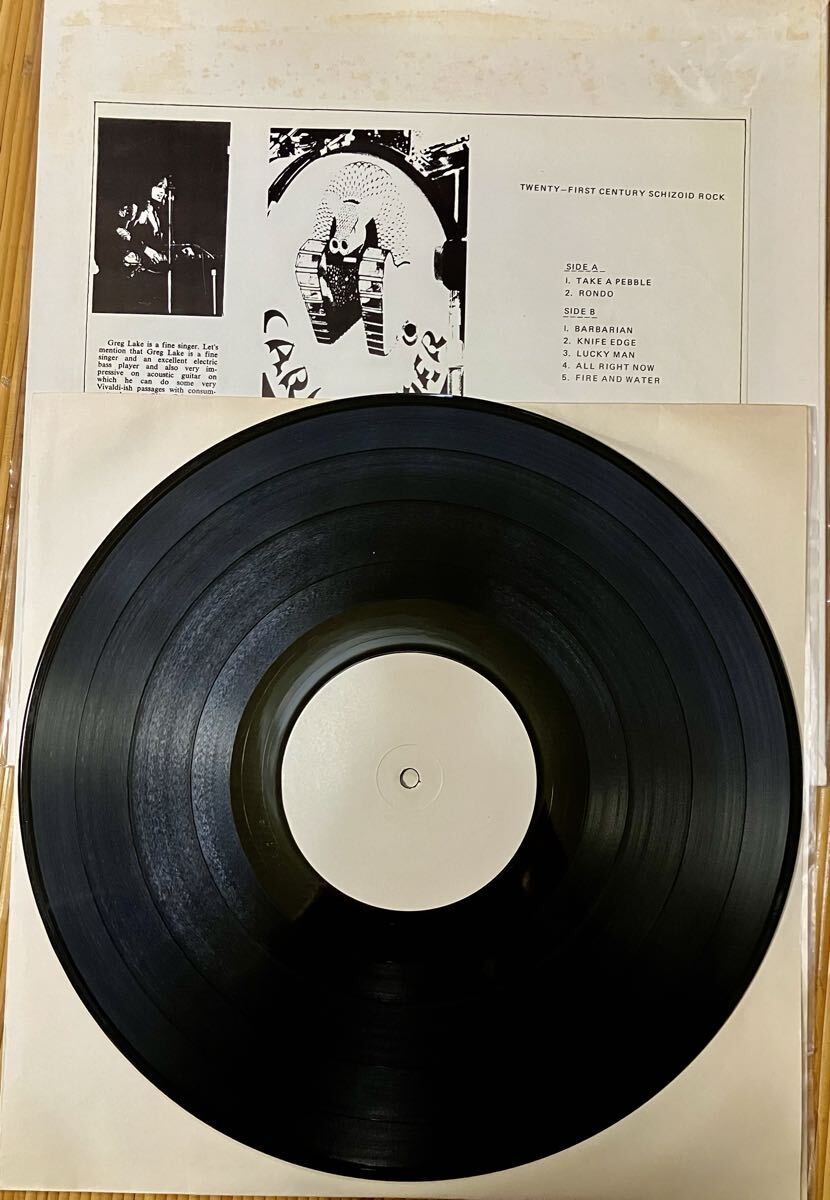 TWENTY—FIRST CENTURY SCHIZOID ROCK
SIDE A
1. TAKE A PEBBLE
2. RONDO
SIDE B
1. BARBARIAN
2. KNIFE EDGE
3. LUCKY MAN
4. ALL RIGHT NOW
5. FIRE AND WATER
Greg Lake is a fine singer. Let's
mention that Greg Lake is a fine
singer and an excellent electric
bass player and also very im-
pressive on acoustic guitar on
which he can do some very
Vivaldi-ish passages with consum-